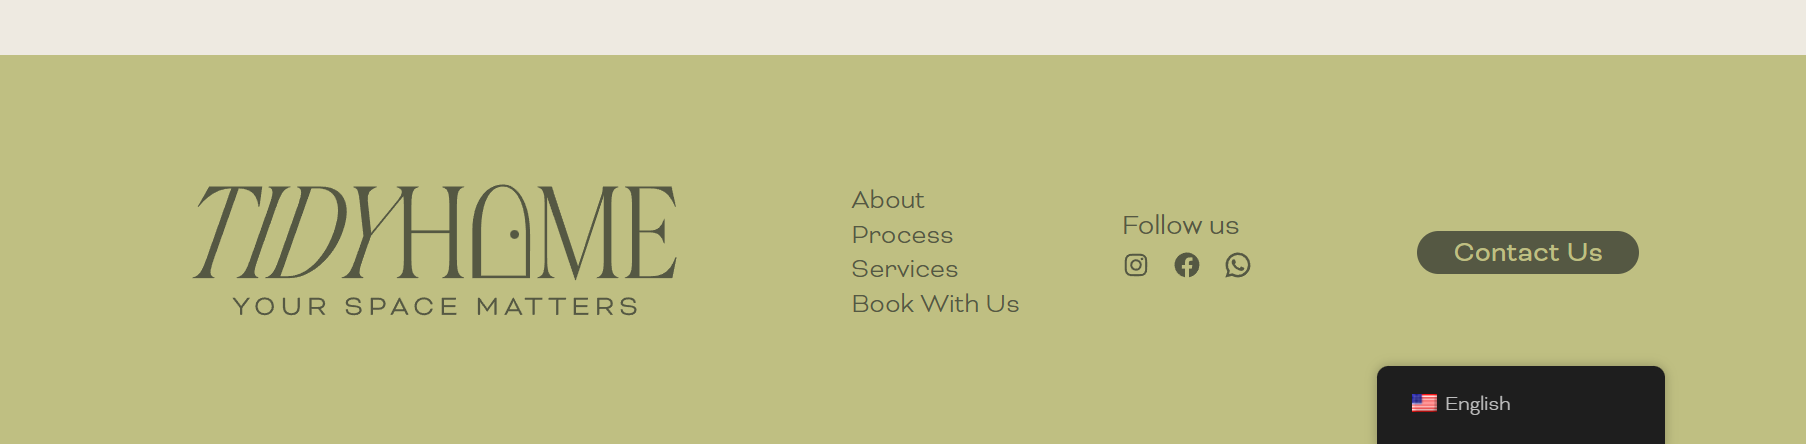 TIDYHOME
YOUR SPACE MATTERS
About
Process
Services
Book With Us
Follow us
Contact Us
English